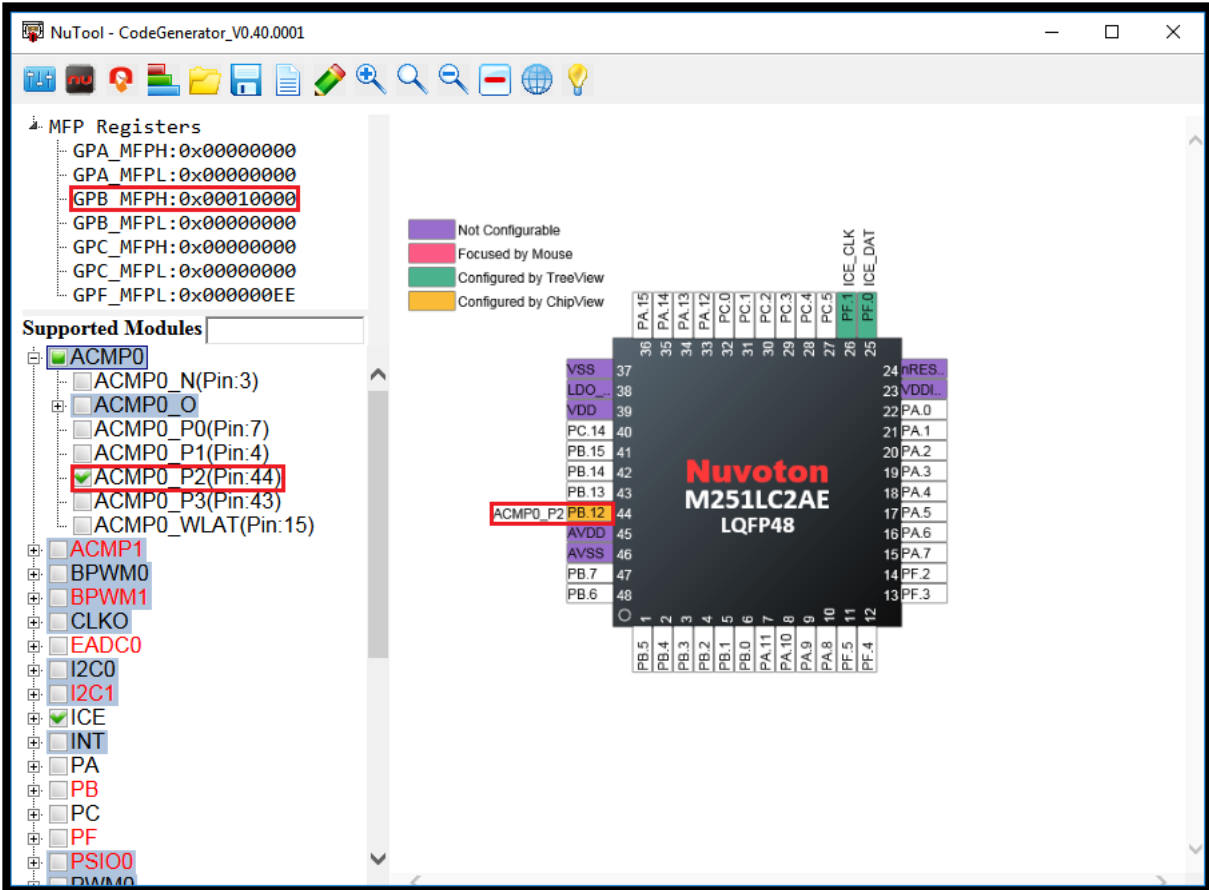 NuTool - CodeGenerator_V0.40.0001
nu
MFP Registers
GPA_MFPH:0x00000000
GPA_MFPL:0x00000000
GPB_MFPH:0x00010000
GPB_MFPL:0x00000000
GPC_MFPH:0x00000000
GPC_MFPL:0x00000000
GPF_MFPL:0x000000EE
Supported Modules
ACMP0
ACMP0_N(Pin:3)
ACMP0_O
ACMP0_P0(Pin:7)
ACMP0_P1(Pin:4)
ACMP0_P2(Pin:44)
ACMP0_P3(Pin:43)
ACMP0_WLAT(Pin:15)
ACMP1
BPWM0
BPWM1
CLKO
EADC0
I2C0
I2C1
ICE
INT
PA
PB
PC
PF
PSIO0
PWM0
Not Configurable
Focused by Mouse
Configured by TreeView
Configured by ChipView
ICE_CLK
ICE_DAT
PA.15
PA.14
PA.13
PA.12
PC.0
PC.1
PC.2
PC.3
PC.4
PC.5
PF.1
PF.0
36 35 34 33 32 31 30 29 28 27 26 25
VSS 37
LDO_.. 38
VDD 39
PC.14 40
PB.15 41
PB.14 42
PB.13 43
ACMP0_P2 PB.12 44
AVDD 45
AVSS 46
PB.7 47
PB.6 48
Nuvoton
M251LC2AE
LQFP48
24 nRES..
23 VDDI..
22 PA.0
21 PA.1
20 PA.2
19 PA.3
18 PA.4
17 PA.5
16 PA.6
15 PA.7
14 PF.2
13 PF.3
1 2 3 4 5 6 7 8 9 10 11 12
PB.5
PB.4
PB.3
PB.2
PB.1
PB.0
PA.11
PA.10
PA.9
PA.8
PF.5
PF.4